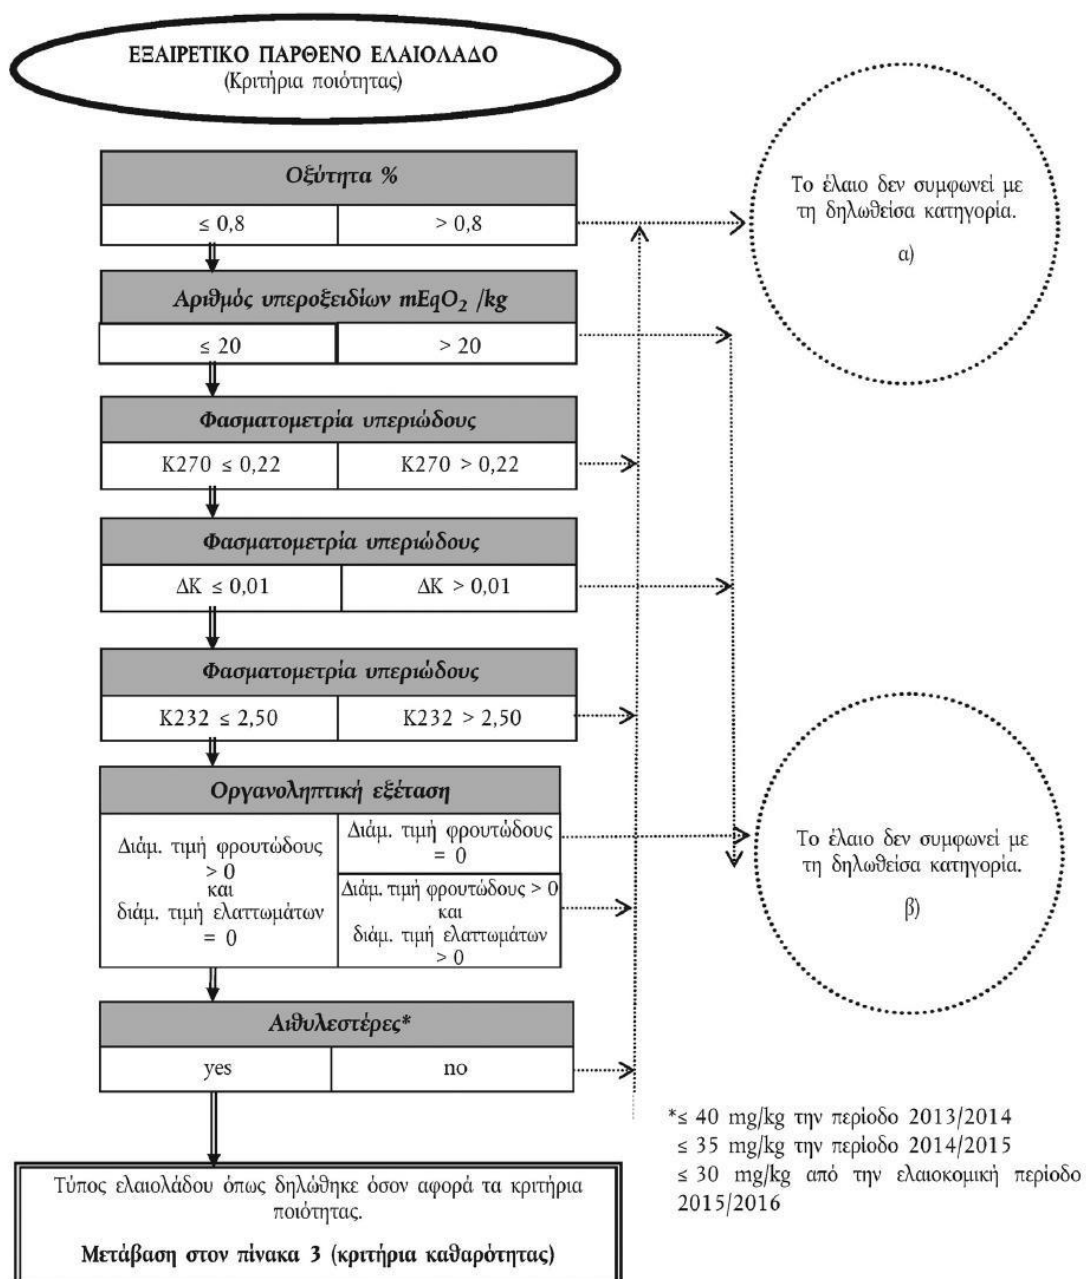 ΕΞΑΙΡΕΤΙΚΟ ΠΑΡΘΕΝΟ ΕΛΑΙΟΛΑΔΟ
(Κριτήρια ποιότητας)
Οξύτητα %
≤ 0,8 > 0,8
Το έλαιο δεν συμφωνεί με
τη δηλωθείσα κατηγορία.
α)
Αριθμός υπεροξειδίων mEqO₂ /kg
≤ 20 > 20
Φασματομετρία υπεριώδους
K270 ≤ 0,22 K270 > 0,22
Φασματομετρία υπεριώδους
ΔK ≤ 0,01 ΔK > 0,01
Φασματομετρία υπεριώδους
K232 ≤ 2,50 K232 > 2,50
Οργανοληπτική εξέταση
Διάμ. τιμή φρουτώδους
> 0
και
διάμ. τιμή ελαττωμάτων
= 0
Διάμ. τιμή φρουτώδους
= 0
Διάμ. τιμή φρουτώδους > 0
και
διάμ. τιμή ελαττωμάτων
> 0
Το έλαιο δεν συμφωνεί με
τη δηλωθείσα κατηγορία.
β)
Αιθυλεστέρες*
yes no
*≤ 40 mg/kg την περίοδο 2013/2014
≤ 35 mg/kg την περίοδο 2014/2015
≤ 30 mg/kg από την ελαιοκομική περίοδο
2015/2016
Τύπος ελαιολάδου όπως δηλώθηκε όσον αφορά τα κριτήρια
ποιότητας.
Μετάβαση στον πίνακα 3 (κριτήρια καθαρότητας)